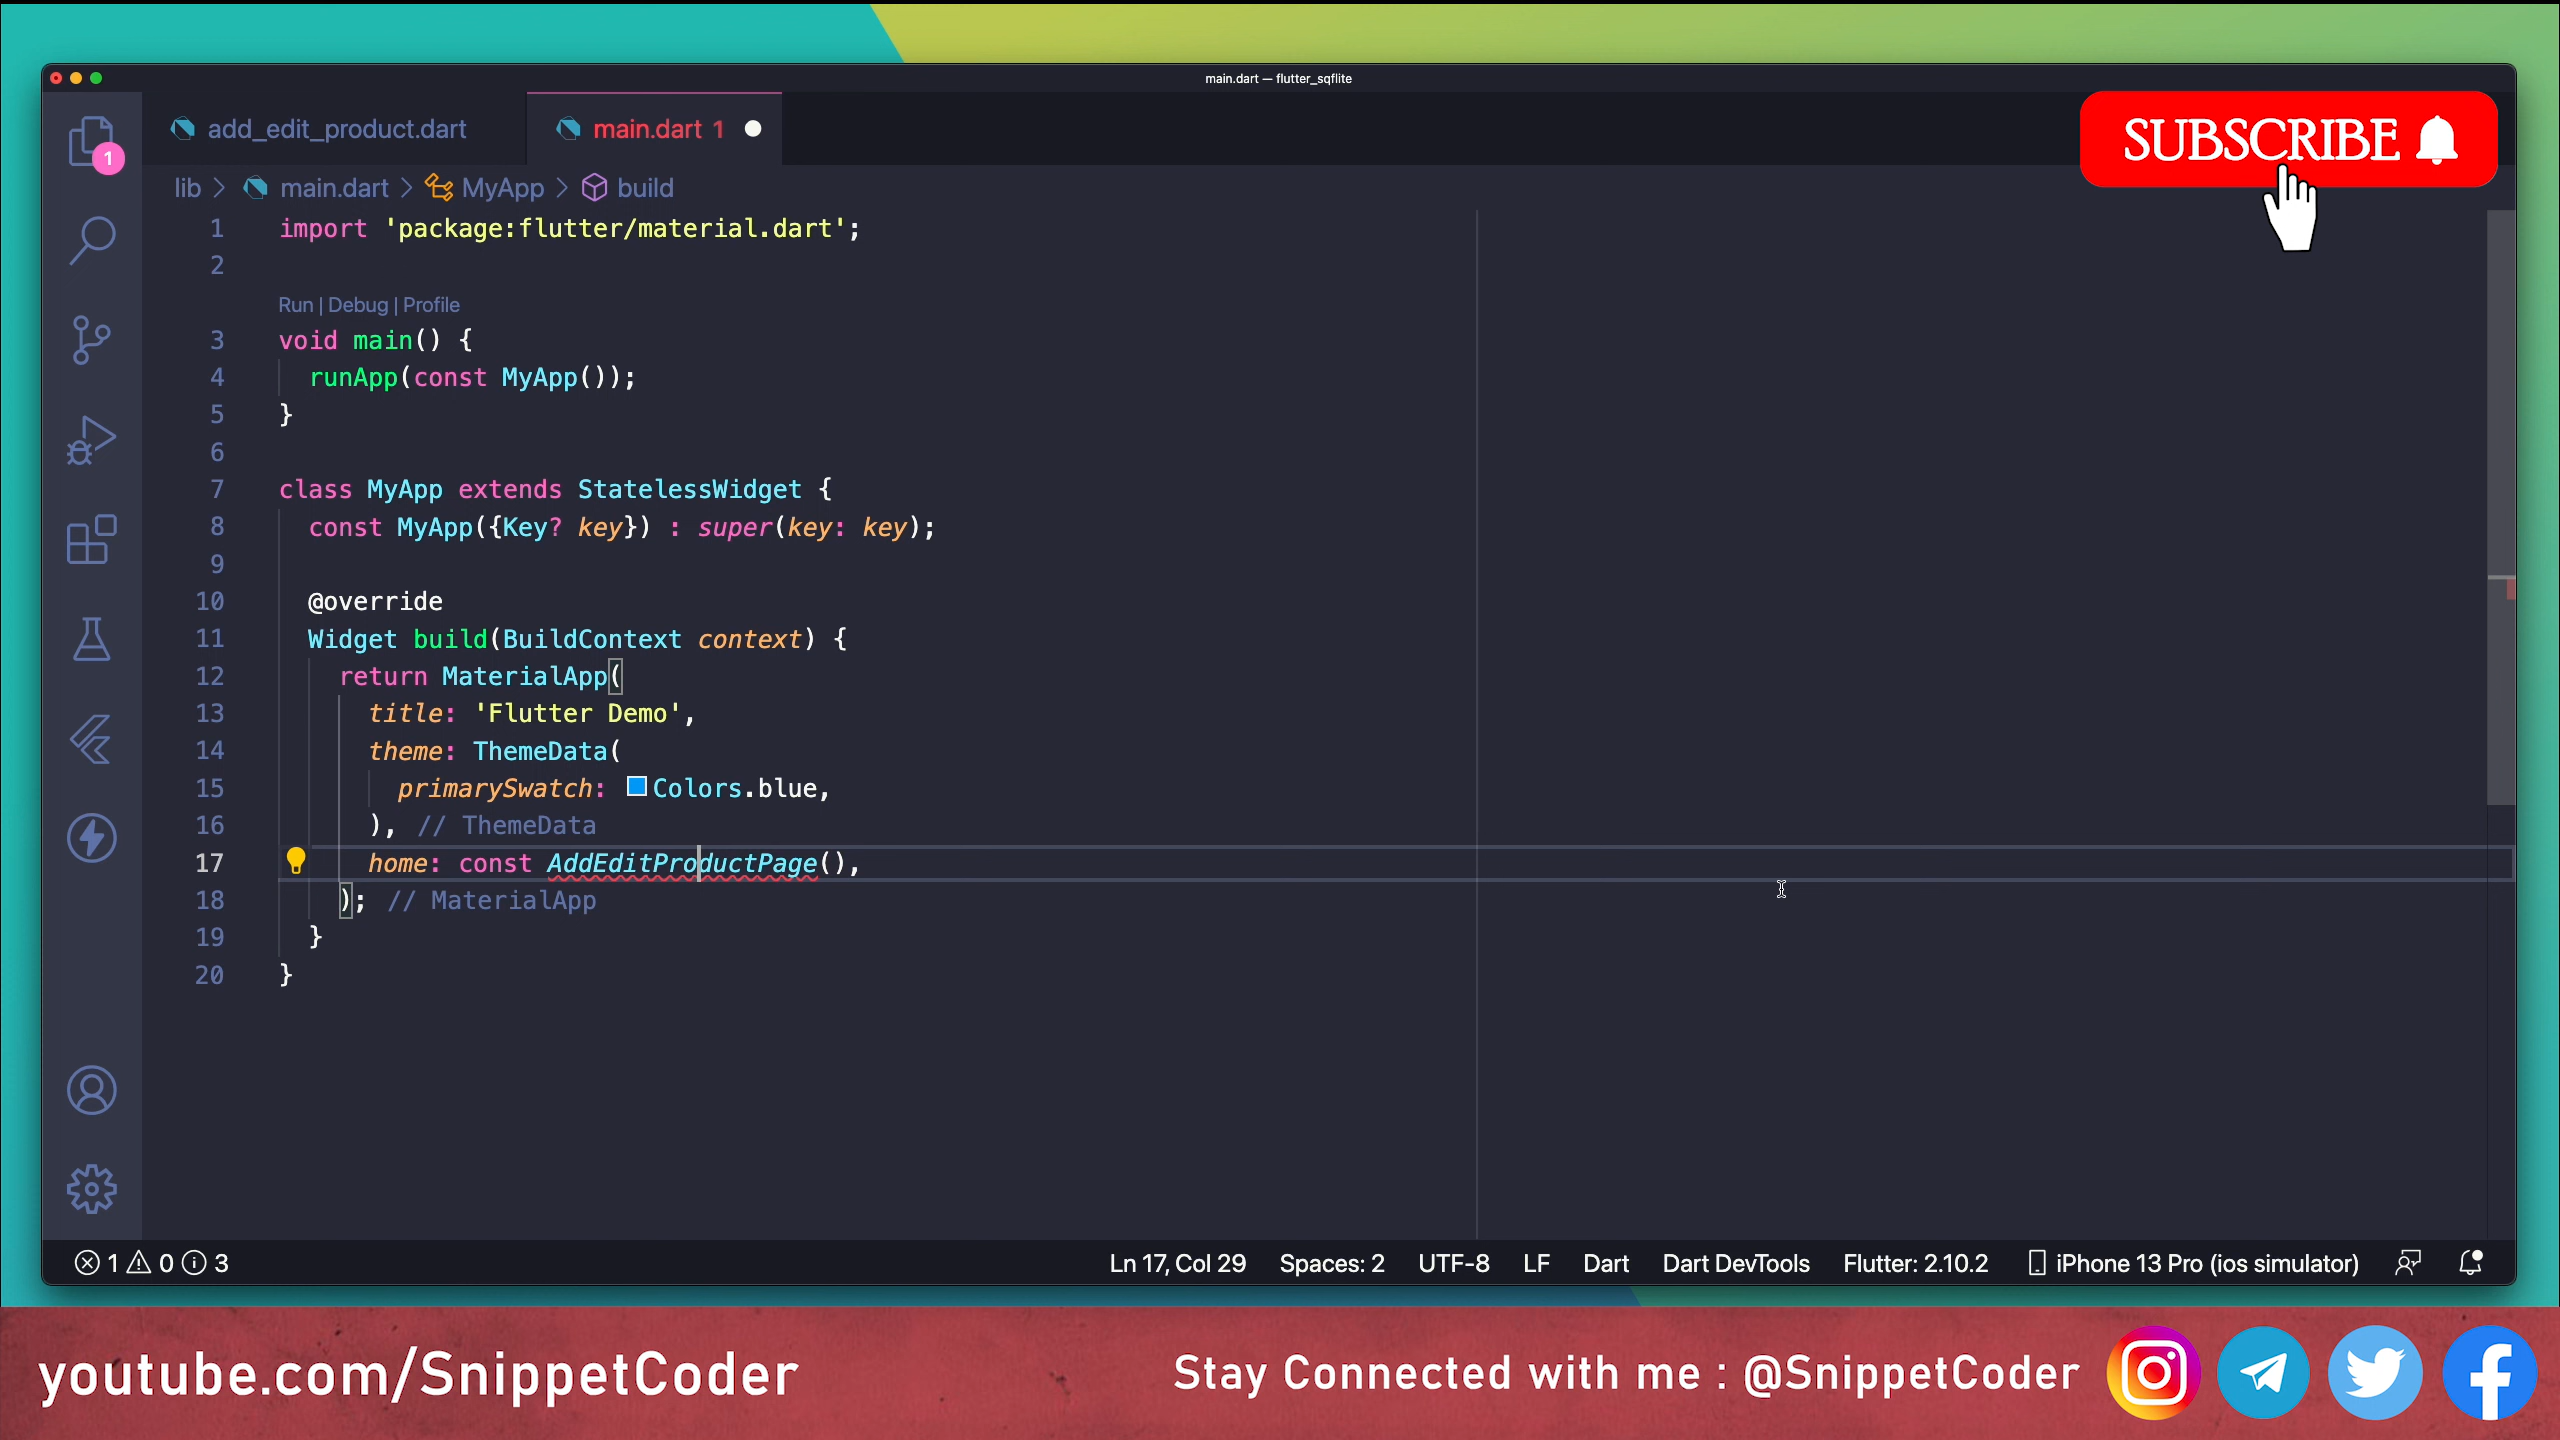 main.dart — flutter_sqflite
add_edit_product.dart
main.dart 1
SUBSCRIBE
lib > main.dart > MyApp > build
1 import 'package:flutter/material.dart';
2
Run | Debug | Profile
3 void main() {
4 runApp(const MyApp());
5 }
6
7 class MyApp extends StatelessWidget {
8 const MyApp({Key? key}) : super(key: key);
9
10 @override
11 Widget build(BuildContext context) {
12 return MaterialApp(
13 title: 'Flutter Demo',
14 theme: ThemeData(
15 primarySwatch: Colors.blue,
16 ), // ThemeData
17 home: const AddEditProductPage(),
18 ); // MaterialApp
19 }
20 }
1
1 0 3 Ln 17, Col 29 Spaces: 2 UTF-8 LF Dart Dart DevTools Flutter: 2.10.2 iPhone 13 Pro (ios simulator)
youtube.com/SnippetCoder
Stay Connected with me : @SnippetCoder